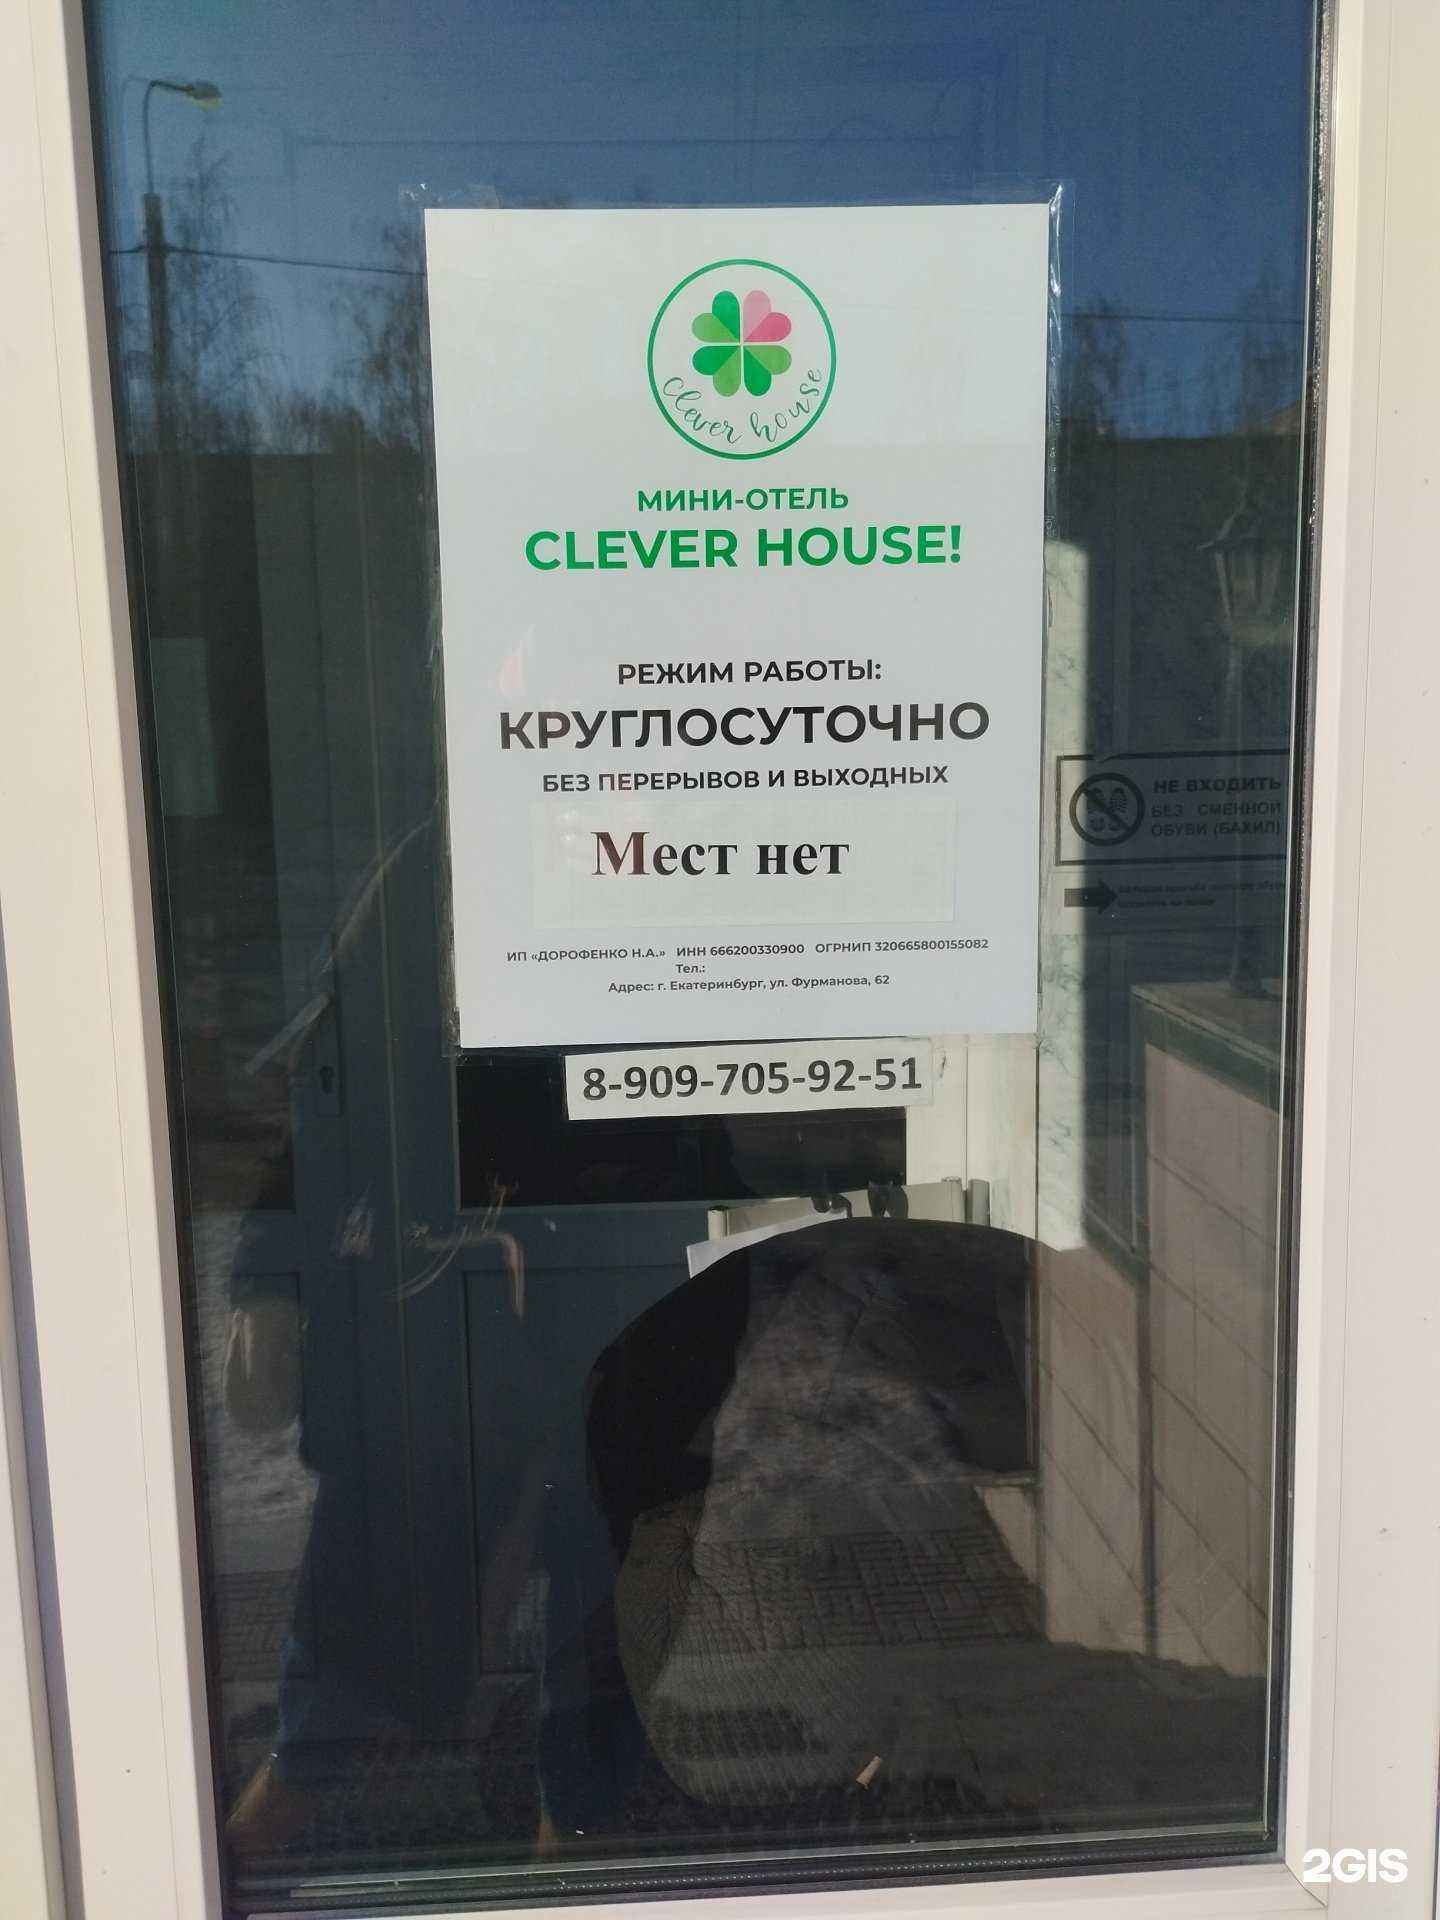 clever house
МИНИ-ОТЕЛЬ
CLEVER HOUSE!
РЕЖИМ РАБОТЫ:
КРУГЛОСУТОЧНО
БЕЗ ПЕРЕРЫВОВ И ВЫХОДНЫХ
Мест нет
ИП «ДОРОФЕНКО Н.А.» ИНН 666200330900 ОГРНИП 320665800155082
Тел.:
Адрес: г. Екатеринбург, ул. Фурманова, 62
8-909-705-92-51
НЕ ВХОДИТЬ
БЕЗ СМЕННОЙ
ОБУВИ (БАХИЛ)
2GIS